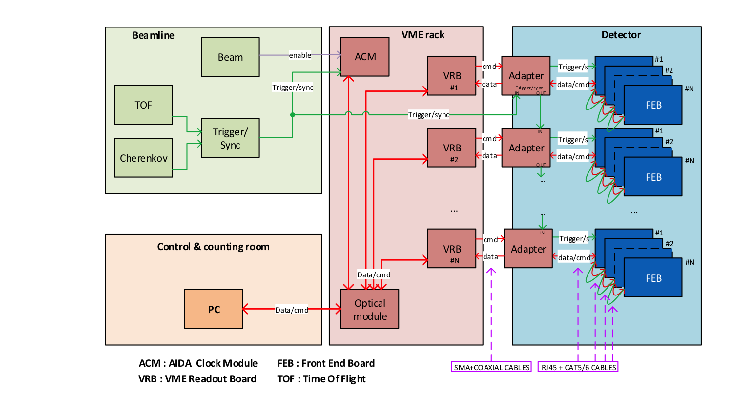 Beamline
VME rack
Detector
Beam
enable
ACM
Trigger/sync
TOF
Trigger/
Sync
Cherenkov
Trigger/sync
VRB
#1
cmd
data
Adapter
OUT
Trigger/s
data/cmd
#1
#2
#N
FEB
VRB
#2
cmd
data
IN
Adapter
OUT
Trigger/s
data/cmd
#1
#2
#N
FEB
...
...
...
...
VRB
#N
cmd
data
Adapter
Trigger/s
data/cmd
#1
#2
#N
FEB
Control & counting room
PC
Data/cmd
Data/cmd
Optical
module
SMA+COAXIAL CABLES
RJ45 + CAT5/6 CABLES
ACM : AIDA Clock Module
FEB : Front End Board
VRB : VME Readout Board
TOF : Time Of Flight